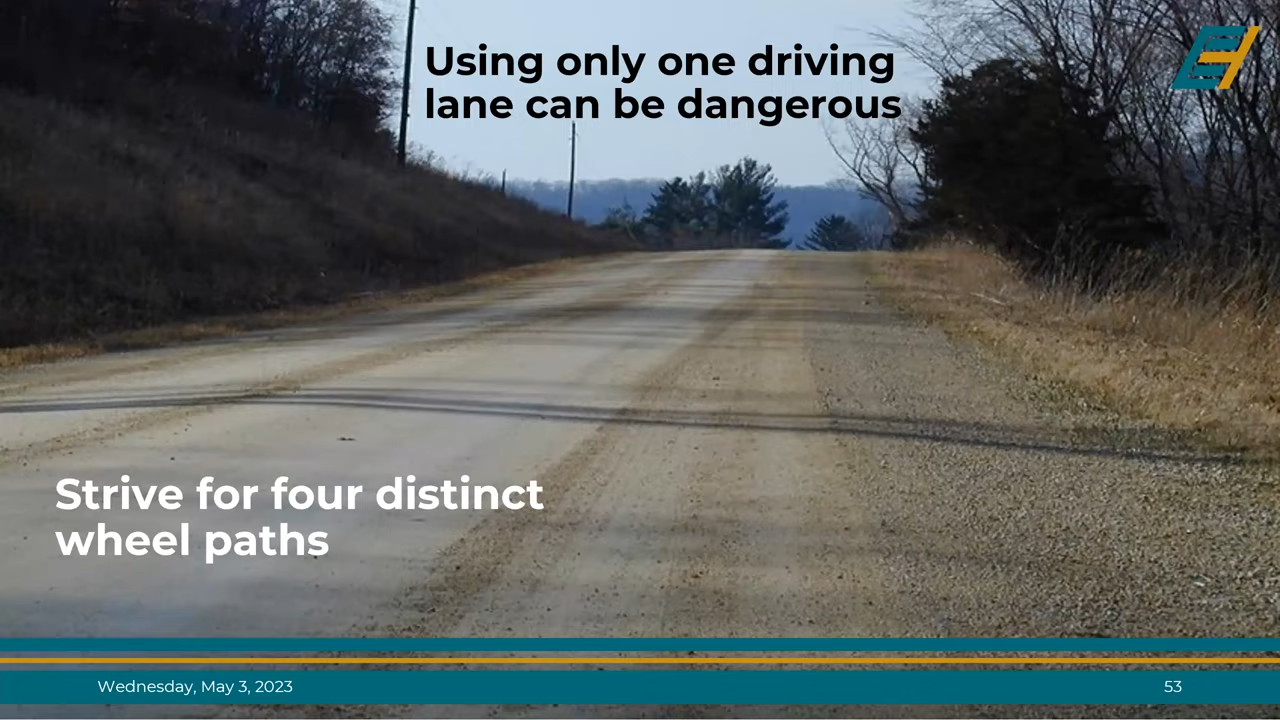 Using only one driving
lane can be dangerous
Strive for four distinct
wheel paths
Wednesday, May 3, 2023
53